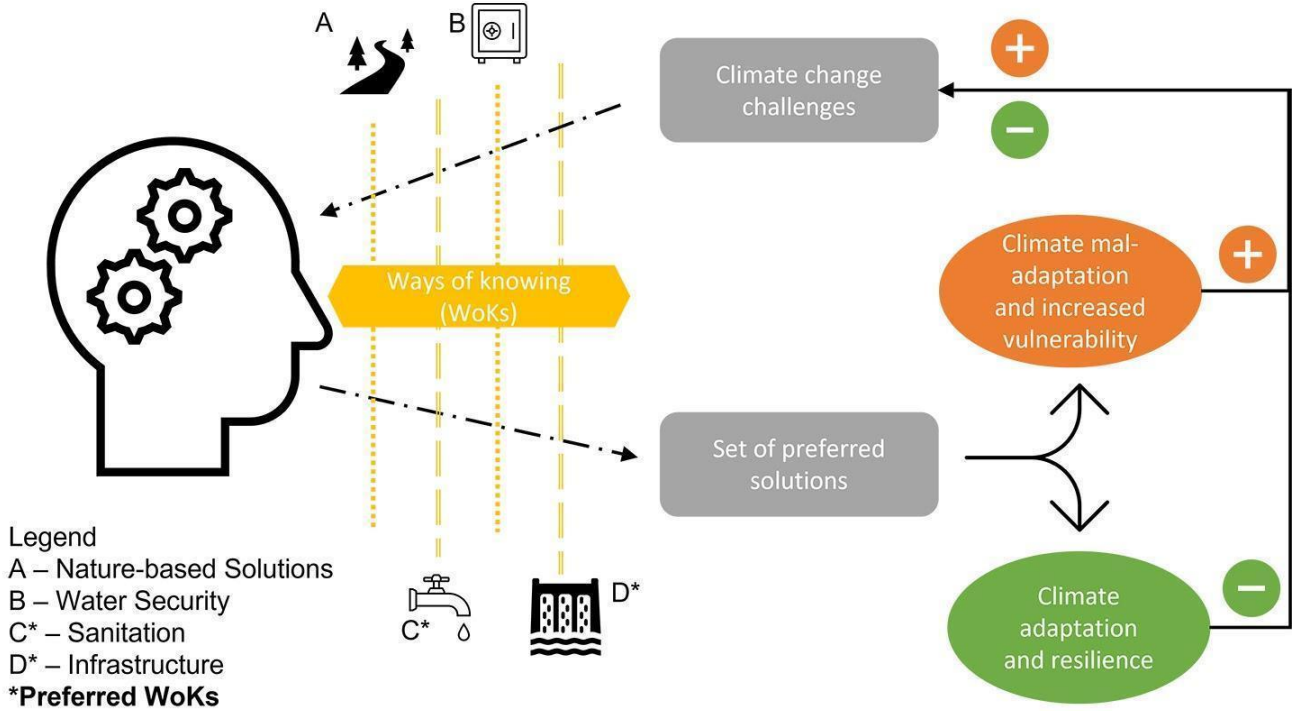 A
B
Climate change
challenges
+
−
Ways of knowing
(WoKs)
Climate mal-
adaptation
and increased
vulnerability
+
Set of preferred
solutions
C*
D*
Climate
adaptation
and resilience
−
Legend
A – Nature-based Solutions
B – Water Security
C* – Sanitation
D* – Infrastructure
*Preferred WoKs